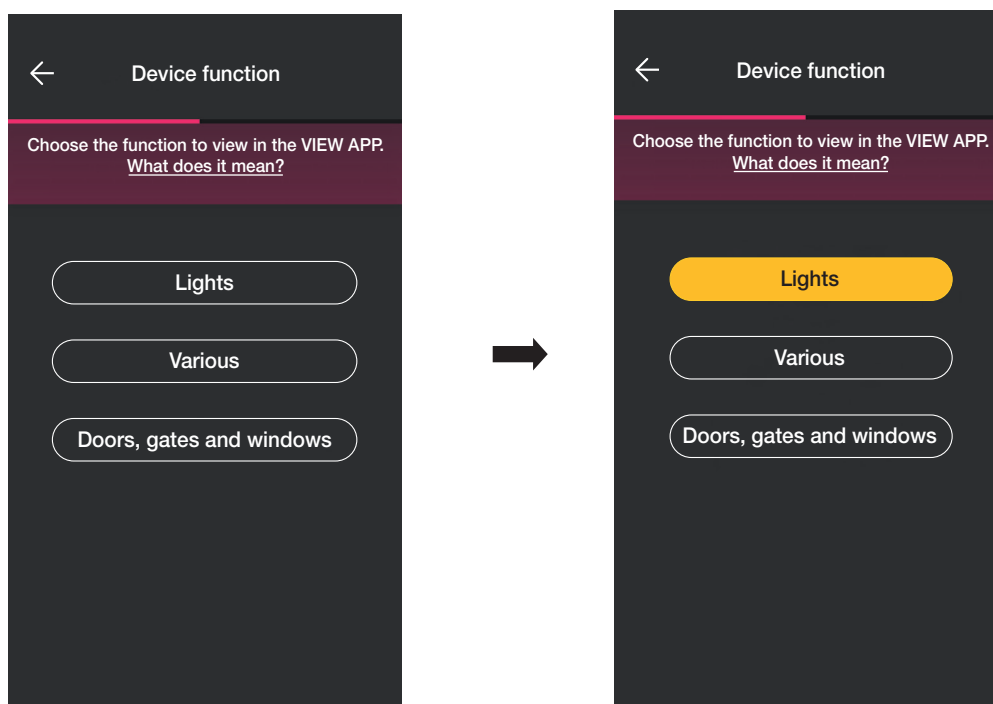 Device function
Choose the function to view in the VIEW APP.
What does it mean?
Lights
Various
Doors, gates and windows
Device function
Choose the function to view in the VIEW APP.
What does it mean?
Lights
Various
Doors, gates and windows